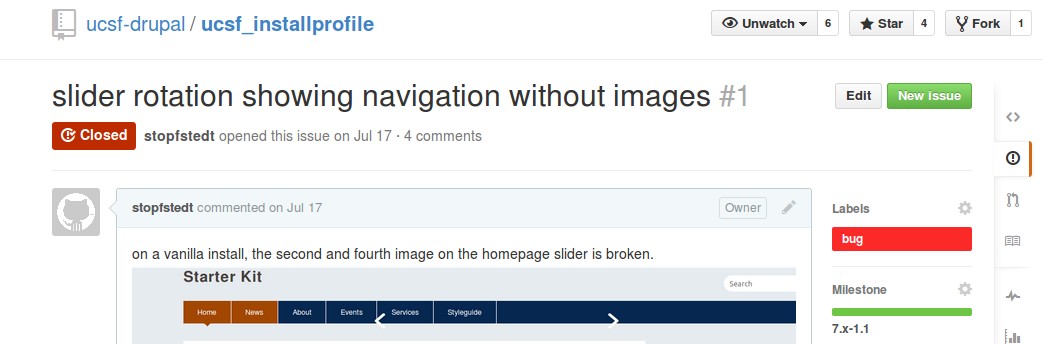 ucsf-drupal / ucsf_installprofile
Unwatch 6 Star 4 Fork 1
slider rotation showing navigation without images #1
Edit New Issue
Closed stopfstedt opened this issue on Jul 17 · 4 comments
stopfstedt commented on Jul 17 Owner
Labels
bug
on a vanilla install, the second and fourth image on the homepage slider is broken.
Starter Kit
Search
Home News About Events Services Styleguide
Milestone
7.x-1.1